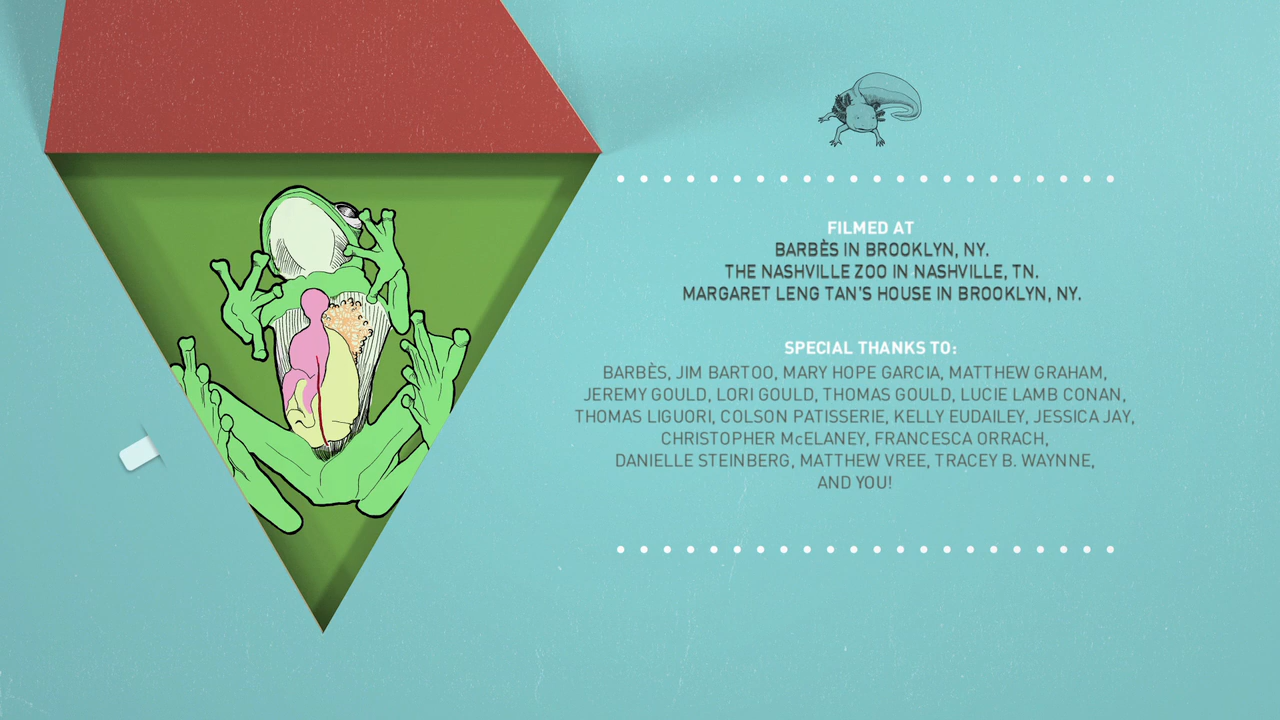 FILMED AT
BARBÈS IN BROOKLYN, NY.
THE NASHVILLE ZOO IN NASHVILLE, TN.
MARGARET LENG TAN'S HOUSE IN BROOKLYN, NY.
SPECIAL THANKS TO:
BARBÈS, JIM BARTOO, MARY HOPE GARCIA, MATTHEW GRAHAM,
JEREMY GOULD, LORI GOULD, THOMAS GOULD, LUCIE LAMB CONAN,
THOMAS LIGUORI, COLSON PATISSERIE, KELLY EUDAILEY, JESSICA JAY,
CHRISTOPHER McELANEY, FRANCESCA ORRACH,
DANIELLE STEINBERG, MATTHEW VREE, TRACEY B. WAYNNE,
AND YOU!